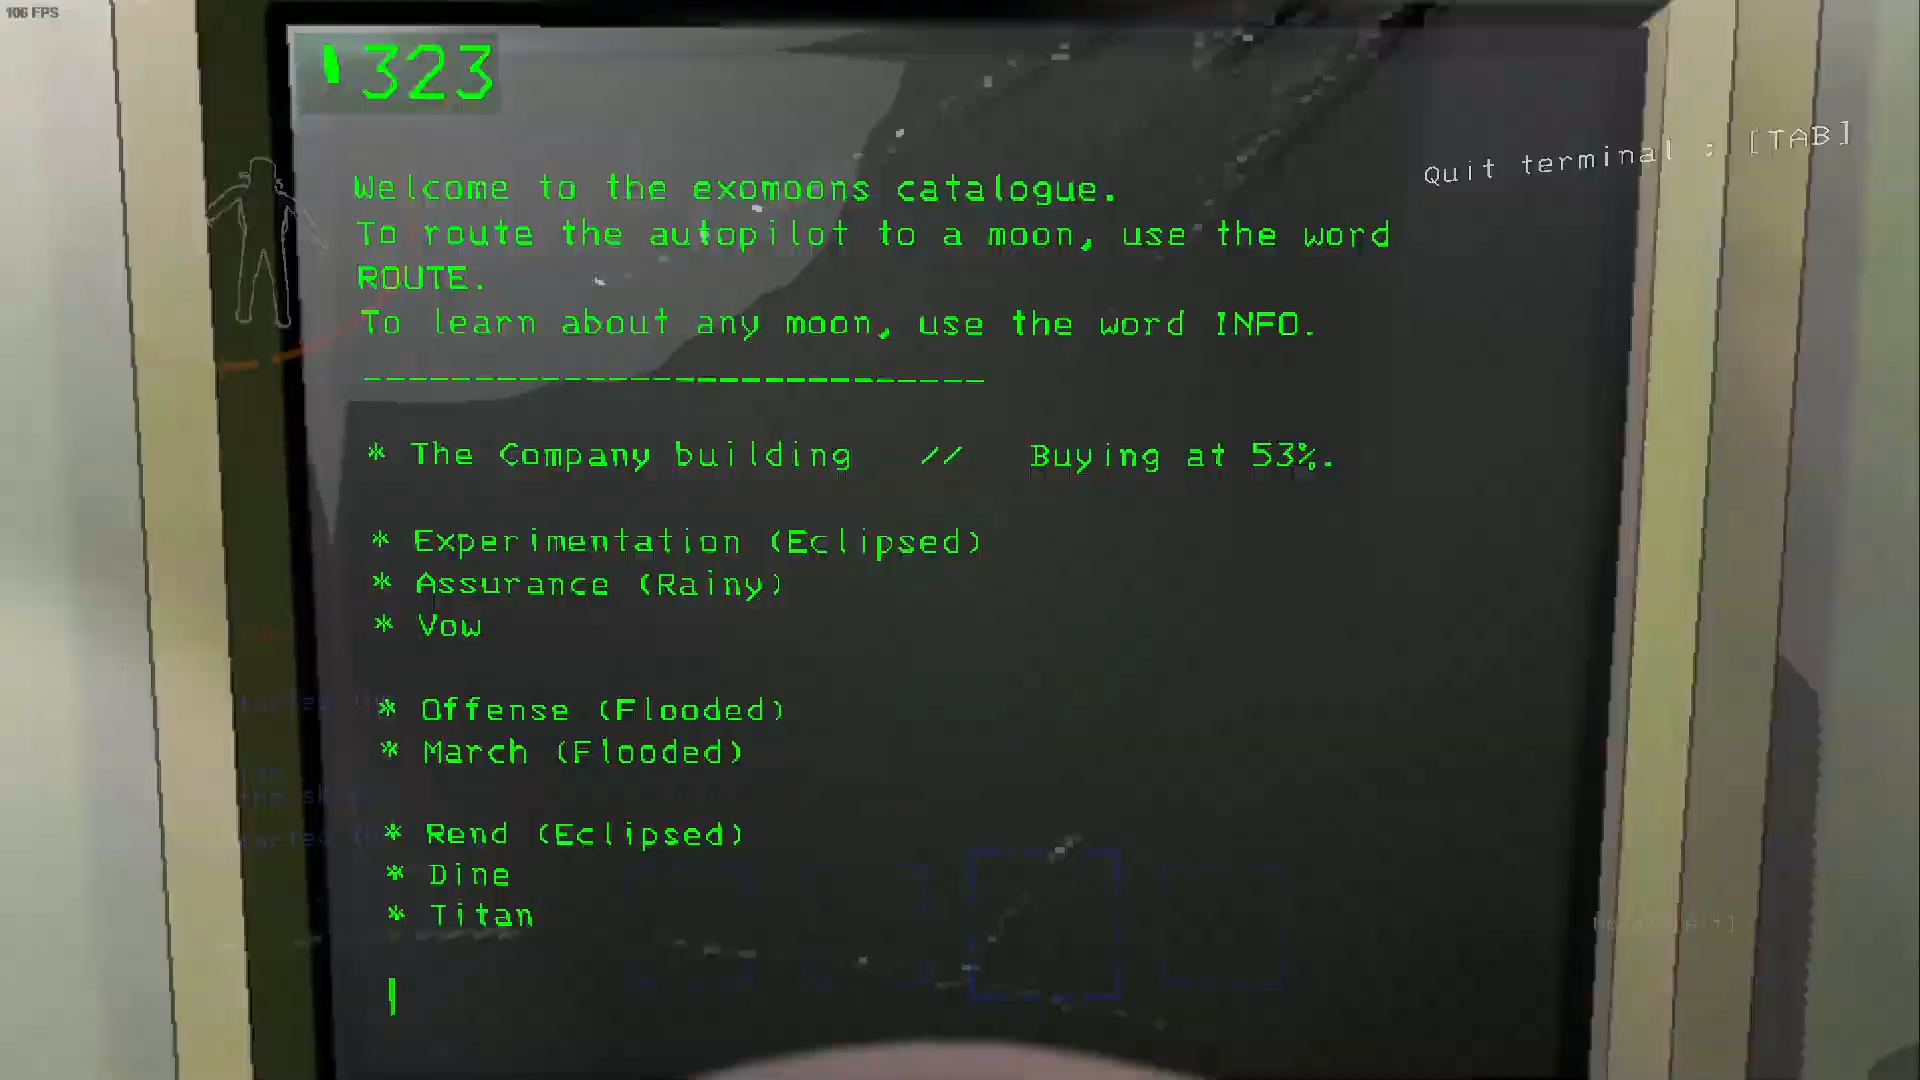 106 FPS
323
Quit terminal : [TAB]
Welcome to the exomoons catalogue.
To route the autopilot to a moon, use the word
ROUTE.
To learn about any moon, use the word INFO.
-----------------------------
* The Company building // Buying at 53%.
* Experimentation (Eclipsed)
* Assurance (Rainy)
* Vow
* Offense (Flooded)
* March (Flooded)
* Rend (Eclipsed)
* Dine
* Titan